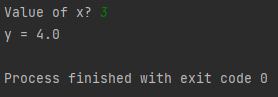 Value of x? 3
y = 4.0
Process finished with exit code 0